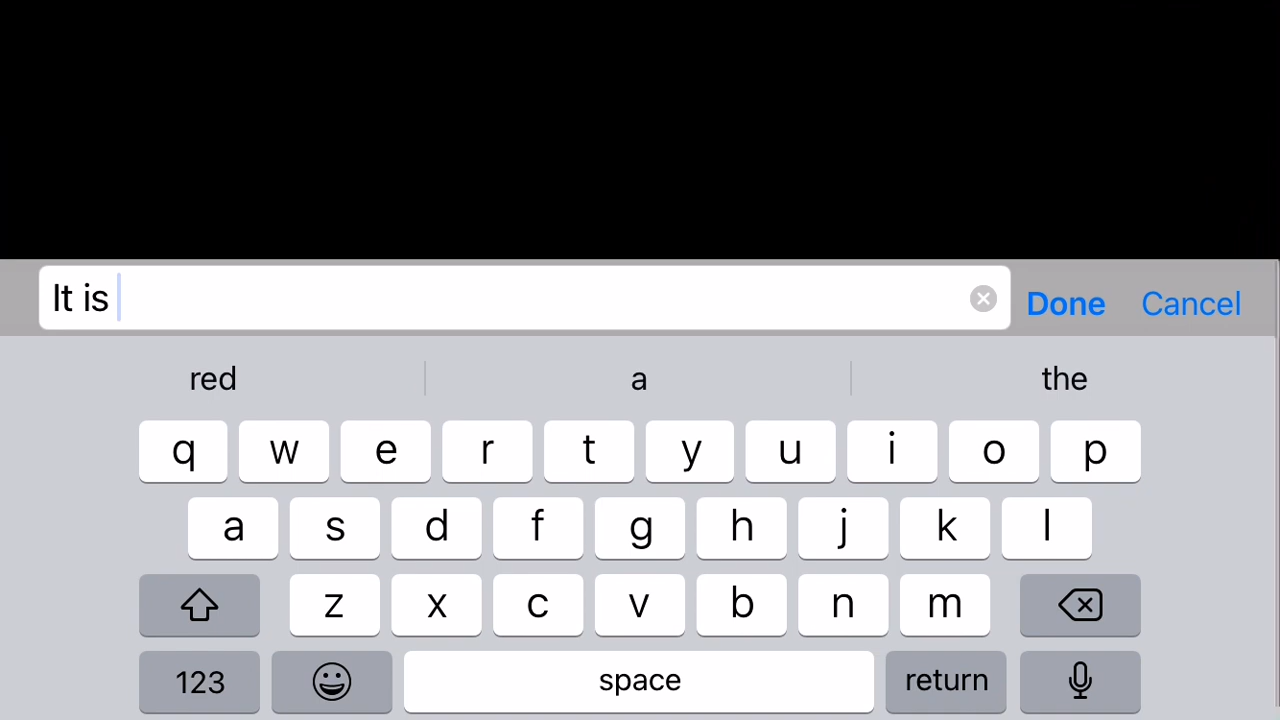 It is
Done Cancel
red a the
q w e r t y u i o p
a s d f g h j k l
z x c v b n m
123 space return